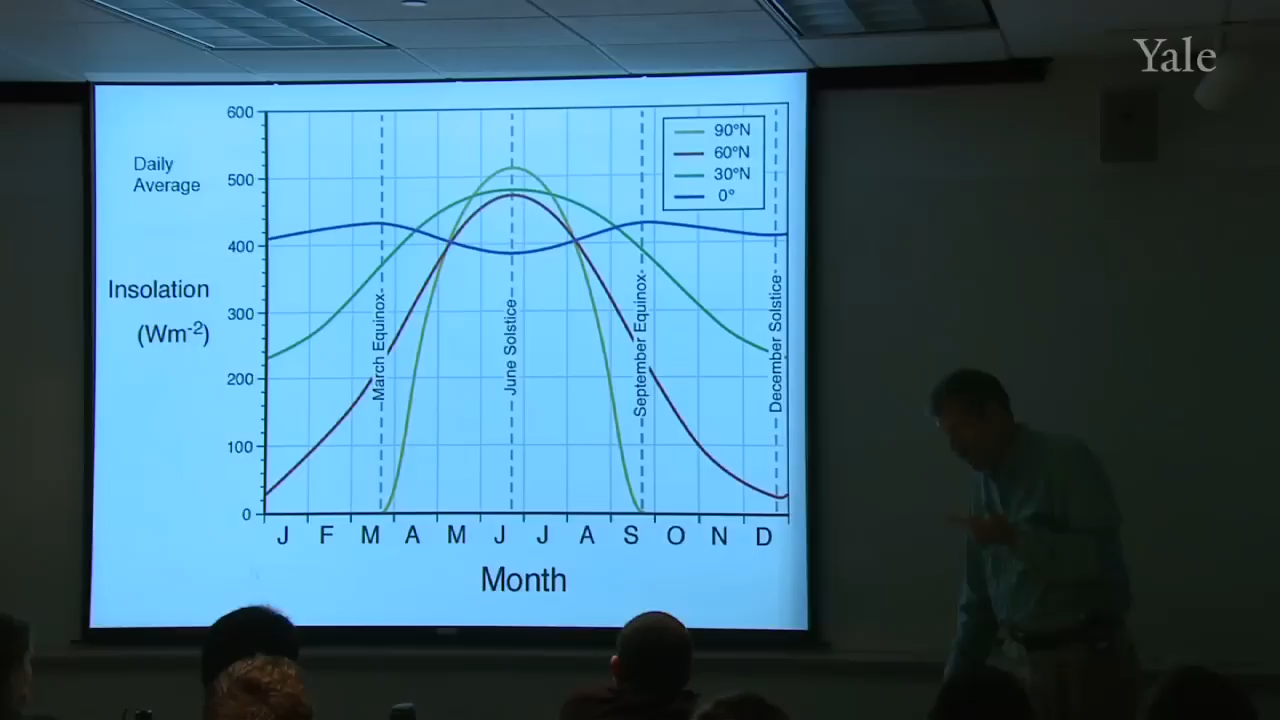 Yale
Daily
Average
Insolation
(Wm-2)
600
500
400
300
200
100
0
90°N
60°N
30°N
0°
March Equinox
June Solstice
September Equinox
December Solstice
J F M A M J J A S O N D
Month